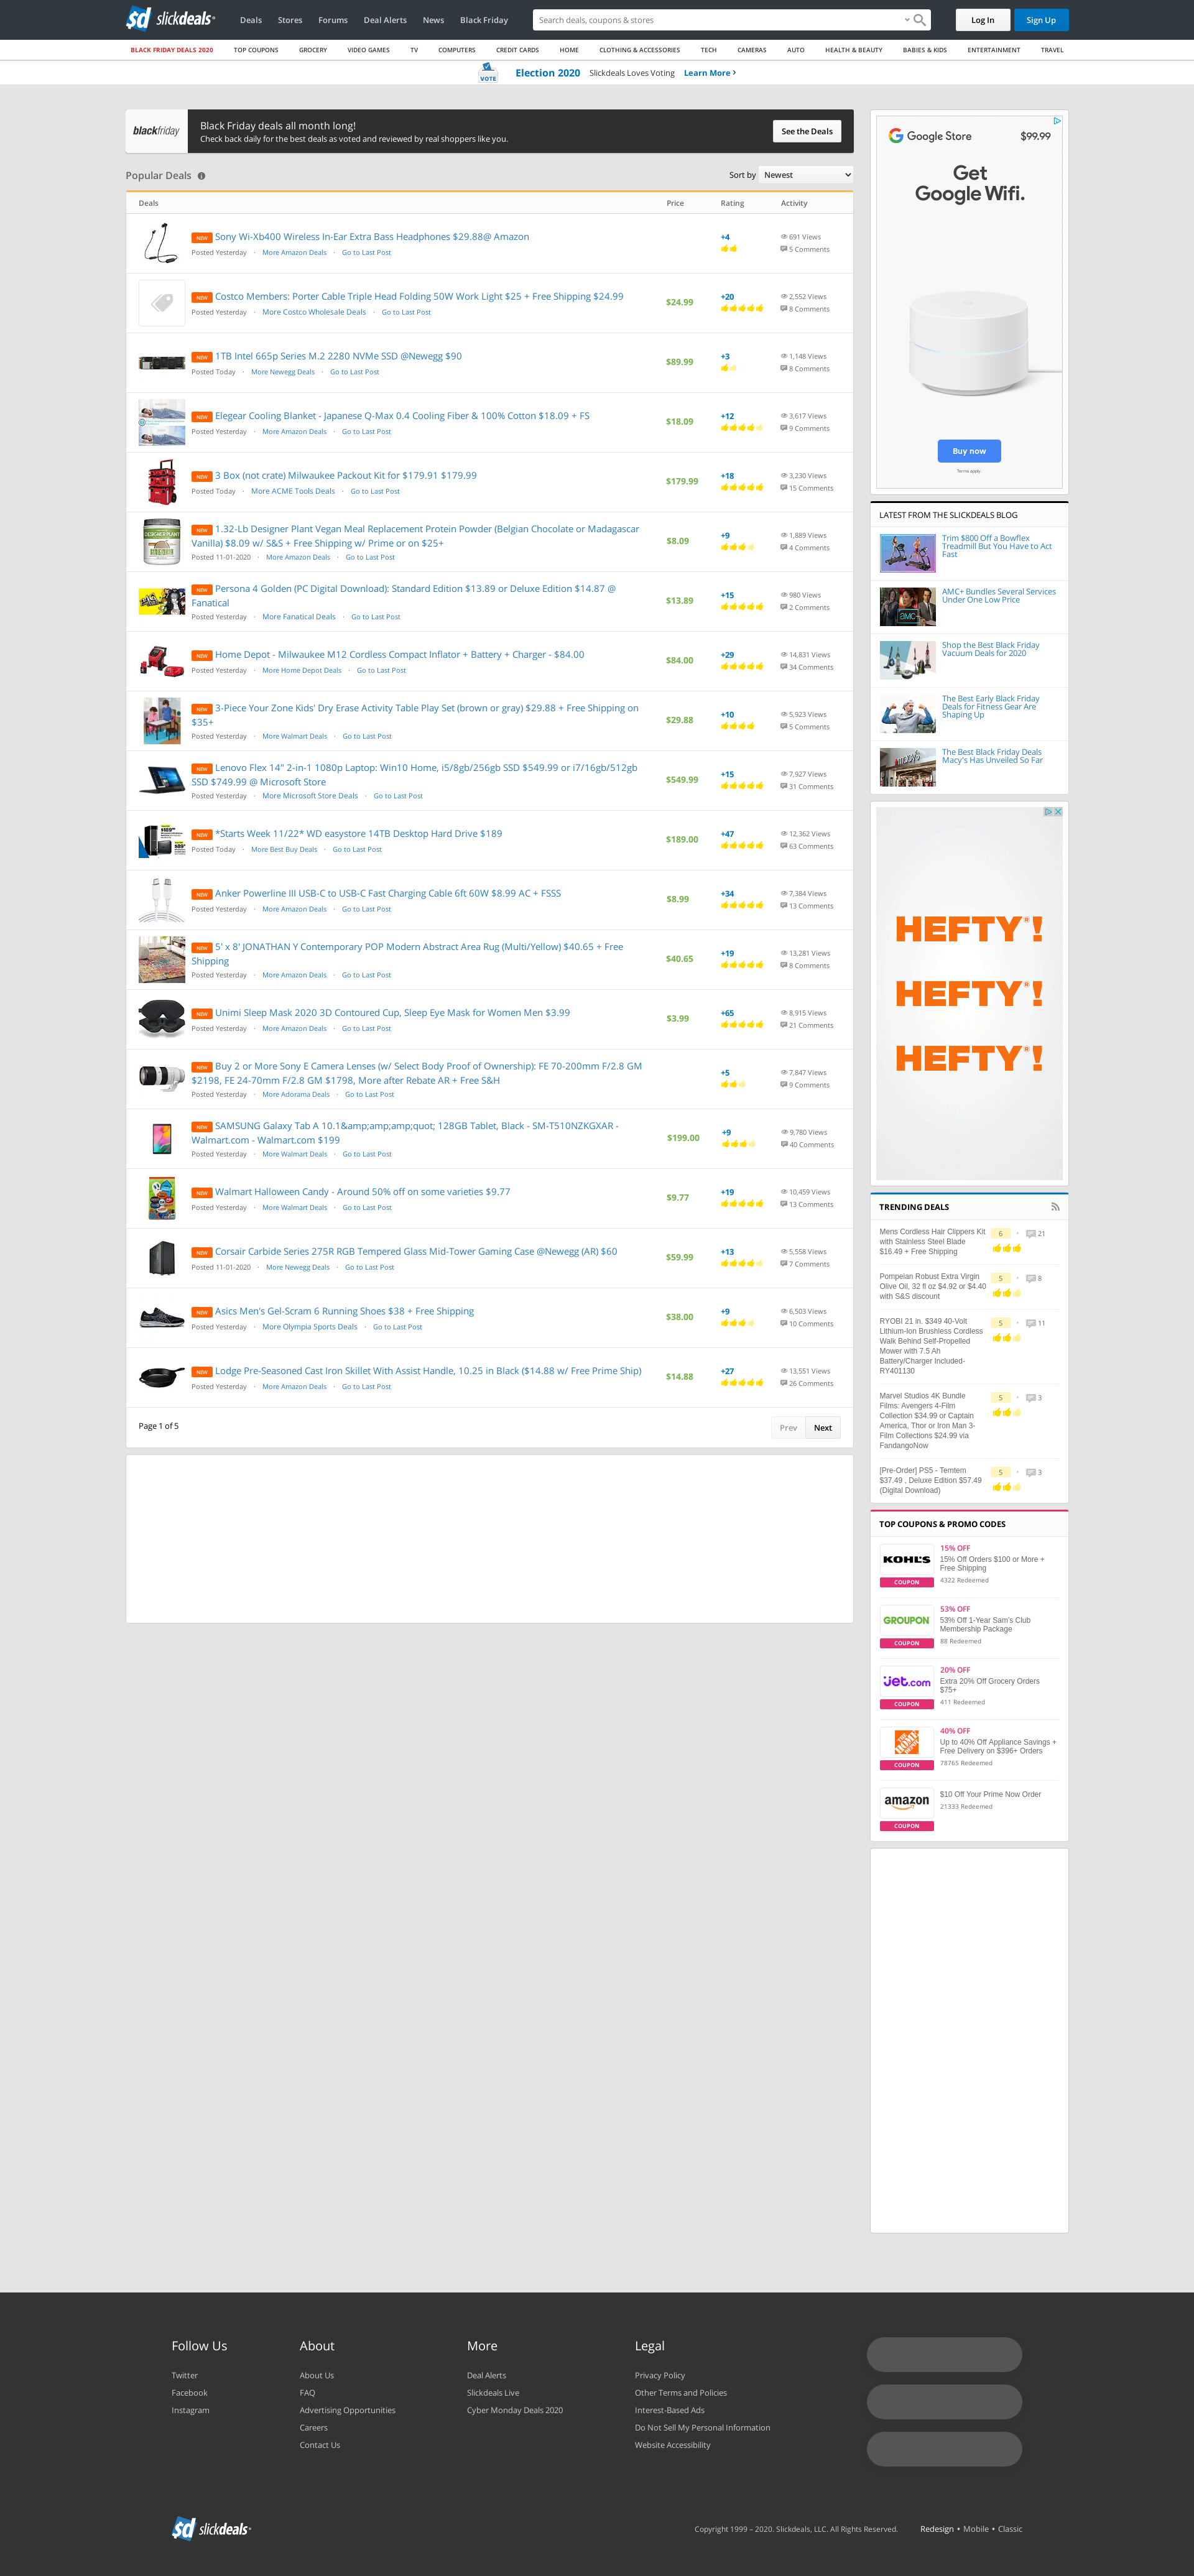 sd slickdeals
Deals Stores Forums Deal Alerts News Black Friday
Search deals, coupons & stores
Log In
Sign Up
BLACK FRIDAY DEALS 2020 TOP COUPONS GROCERY VIDEO GAMES TV COMPUTERS CREDIT CARDS HOME CLOTHING & ACCESSORIES TECH CAMERAS AUTO HEALTH & BEAUTY BABIES & KIDS ENTERTAINMENT TRAVEL
VOTE
Election 2020 Slickdeals Loves Voting Learn More
blackfriday
Black Friday deals all month long!
Check back daily for the best deals as voted and reviewed by real shoppers like you.
See the Deals
Popular Deals
Sort by Newest
Deals Price Rating Activity
NEW Sony Wi-Xb400 Wireless In-Ear Extra Bass Headphones $29.88@ Amazon
Posted Yesterday · More Amazon Deals · Go to Last Post
+4
691 Views
5 Comments
NEW Costco Members: Porter Cable Triple Head Folding 50W Work Light $25 + Free Shipping $24.99
Posted Yesterday · More Costco Wholesale Deals · Go to Last Post
$24.99
+20
2,552 Views
8 Comments
NEW 1TB Intel 665p Series M.2 2280 NVMe SSD @Newegg $90
Posted Today · More Newegg Deals · Go to Last Post
$89.99
+3
1,148 Views
8 Comments
NEW Elegear Cooling Blanket - Japanese Q-Max 0.4 Cooling Fiber & 100% Cotton $18.09 + FS
Posted Yesterday · More Amazon Deals · Go to Last Post
$18.09
+12
3,617 Views
9 Comments
NEW 3 Box (not crate) Milwaukee Packout Kit for $179.91 $179.99
Posted Today · More ACME Tools Deals · Go to Last Post
$179.99
+18
3,230 Views
15 Comments
NEW 1.32-Lb Designer Plant Vegan Meal Replacement Protein Powder (Belgian Chocolate or Madagascar
Vanilla) $8.09 w/ S&S + Free Shipping w/ Prime or on $25+
Posted 11-01-2020 · More Amazon Deals · Go to Last Post
$8.09
+9
1,889 Views
4 Comments
NEW Persona 4 Golden (PC Digital Download): Standard Edition $13.89 or Deluxe Edition $14.87 @
Fanatical
Posted Yesterday · More Fanatical Deals · Go to Last Post
$13.89
+15
980 Views
2 Comments
NEW Home Depot - Milwaukee M12 Cordless Compact Inflator + Battery + Charger - $84.00
Posted Yesterday · More Home Depot Deals · Go to Last Post
$84.00
+29
14,831 Views
34 Comments
NEW 3-Piece Your Zone Kids' Dry Erase Activity Table Play Set (brown or gray) $29.88 + Free Shipping on
$35+
Posted Yesterday · More Walmart Deals · Go to Last Post
$29.88
+10
5,923 Views
5 Comments
NEW Lenovo Flex 14" 2-in-1 1080p Laptop: Win10 Home, i5/8gb/256gb SSD $549.99 or i7/16gb/512gb
SSD $749.99 @ Microsoft Store
Posted Yesterday · More Microsoft Store Deals · Go to Last Post
$549.99
+15
7,927 Views
31 Comments
NEW *Starts Week 11/22* WD easystore 14TB Desktop Hard Drive $189
Posted Today · More Best Buy Deals · Go to Last Post
$189.00
+47
12,362 Views
63 Comments
NEW Anker Powerline III USB-C to USB-C Fast Charging Cable 6ft 60W $8.99 AC + FSSS
Posted Yesterday · More Amazon Deals · Go to Last Post
$8.99
+34
7,384 Views
13 Comments
NEW 5' x 8' JONATHAN Y Contemporary POP Modern Abstract Area Rug (Multi/Yellow) $40.65 + Free
Shipping
Posted Yesterday · More Amazon Deals · Go to Last Post
$40.65
+19
13,281 Views
8 Comments
NEW Unimi Sleep Mask 2020 3D Contoured Cup, Sleep Eye Mask for Women Men $3.99
Posted Yesterday · More Amazon Deals · Go to Last Post
$3.99
+65
8,915 Views
21 Comments
NEW Buy 2 or More Sony E Camera Lenses (w/ Select Body Proof of Ownership): FE 70-200mm F/2.8 GM
$2198, FE 24-70mm F/2.8 GM $1798, More after Rebate AR + Free S&H
Posted Yesterday · More Adorama Deals · Go to Last Post
+5
7,847 Views
9 Comments
NEW SAMSUNG Galaxy Tab A 10.1&amp;amp;amp;quot; 128GB Tablet, Black - SM-T510NZKGXAR -
Walmart.com - Walmart.com $199
Posted Yesterday · More Walmart Deals · Go to Last Post
$199.00
+9
9,780 Views
40 Comments
NEW Walmart Halloween Candy - Around 50% off on some varieties $9.77
Posted Yesterday · More Walmart Deals · Go to Last Post
$9.77
+19
10,459 Views
13 Comments
NEW Corsair Carbide Series 275R RGB Tempered Glass Mid-Tower Gaming Case @Newegg (AR) $60
Posted 11-01-2020 · More Newegg Deals · Go to Last Post
$59.99
+13
5,558 Views
7 Comments
NEW Asics Men's Gel-Scram 6 Running Shoes $38 + Free Shipping
Posted Yesterday · More Olympia Sports Deals · Go to Last Post
$38.00
+9
6,503 Views
10 Comments
NEW Lodge Pre-Seasoned Cast Iron Skillet With Assist Handle, 10.25 in Black ($14.88 w/ Free Prime Ship)
Posted Yesterday · More Amazon Deals · Go to Last Post
$14.88
+27
13,551 Views
26 Comments
Page 1 of 5
Prev Next
Google Store $99.99
Get
Google Wifi.
Buy now
Terms apply.
LATEST FROM THE SLICKDEALS BLOG
Trim $800 Off a Bowflex
Treadmill But You Have to Act
Fast
AMC+ Bundles Several Services
Under One Low Price
Shop the Best Black Friday
Vacuum Deals for 2020
The Best Early Black Friday
Deals for Fitness Gear Are
Shaping Up
The Best Black Friday Deals
Macy's Has Unveiled So Far
HEFTY®!
HEFTY®!
HEFTY®!
TRENDING DEALS
Mens Cordless Hair Clippers Kit
with Stainless Steel Blade
$16.49 + Free Shipping
6 · 21
Pompeian Robust Extra Virgin
Olive Oil, 32 fl oz $4.92 or $4.40
with S&S discount
5 · 8
RYOBI 21 in. $349 40-Volt
Lithium-Ion Brushless Cordless
Walk Behind Self-Propelled
Mower with 7.5 Ah
Battery/Charger Included-
RY401130
5 · 11
Marvel Studios 4K Bundle
Films: Avengers 4-Film
Collection $34.99 or Captain
America, Thor or Iron Man 3-
Film Collections $24.99 via
FandangoNow
5 · 3
[Pre-Order] PS5 - Temtem
$37.49 , Deluxe Edition $57.49
(Digital Download)
5 · 3
TOP COUPONS & PROMO CODES
KOHL'S
COUPON
15% OFF
15% Off Orders $100 or More +
Free Shipping
4322 Redeemed
GROUPON
COUPON
53% OFF
53% Off 1-Year Sam's Club
Membership Package
88 Redeemed
jet.com
COUPON
20% OFF
Extra 20% Off Grocery Orders
$75+
411 Redeemed
COUPON
40% OFF
Up to 40% Off Appliance Savings +
Free Delivery on $396+ Orders
78765 Redeemed
amazon
COUPON
$10 Off Your Prime Now Order
21333 Redeemed
Follow Us
Twitter
Facebook
Instagram
About
About Us
FAQ
Advertising Opportunities
Careers
Contact Us
More
Deal Alerts
Slickdeals Live
Cyber Monday Deals 2020
Legal
Privacy Policy
Other Terms and Policies
Interest-Based Ads
Do Not Sell My Personal Information
Website Accessibility
sd slickdeals
Copyright 1999 – 2020. Slickdeals, LLC. All Rights Reserved. Redesign • Mobile • Classic